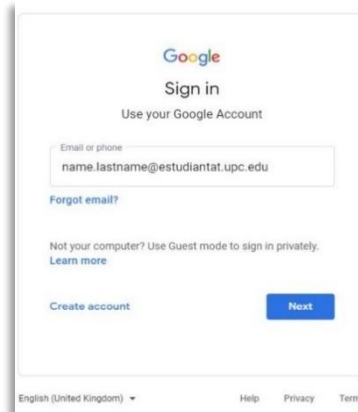 Google
Sign in
Use your Google Account
Email or phone
name.lastname@estudiantat.upc.edu
Forgot email?
Not your computer? Use Guest mode to sign in privately.
Learn more
Create account
Next
English (United Kingdom)
Help Privacy Term